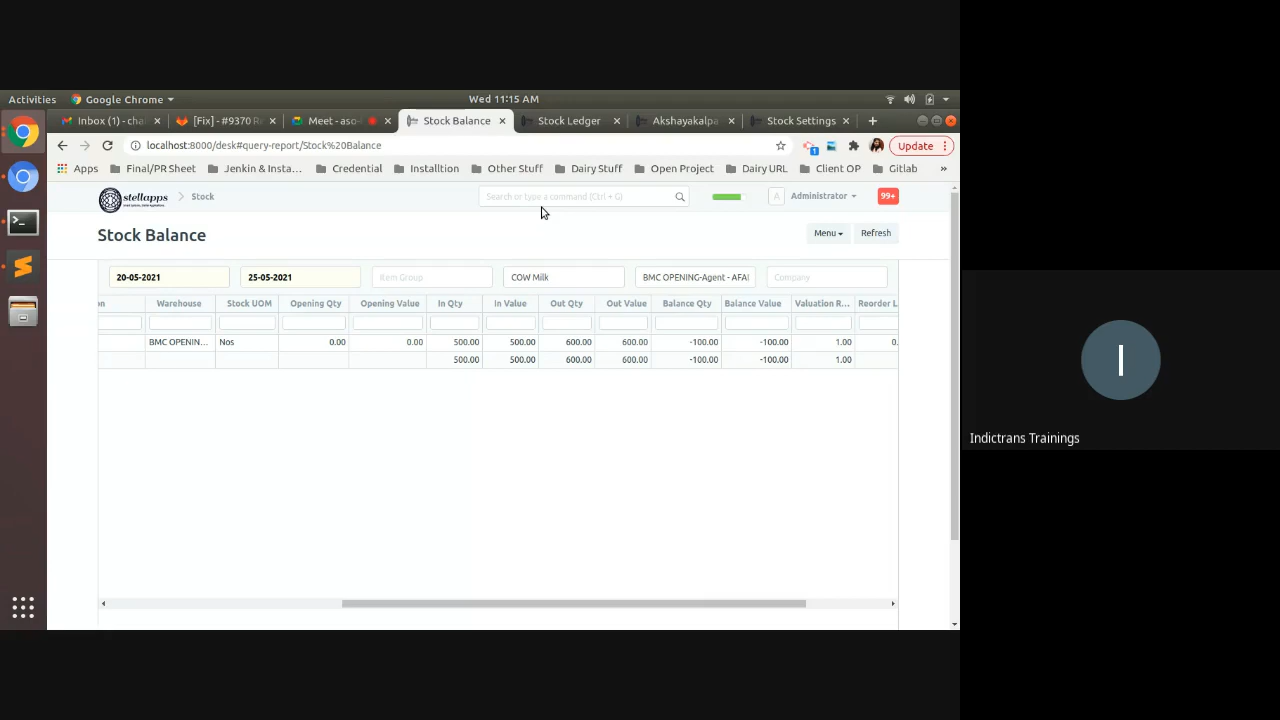 Activities Google Chrome Wed 11:15 AM
Inbox (1) - cha [Fix] - #9370 R Meet - aso- Stock Balance Stock Ledger Akshayakalpa Stock Settings
localhost:8000/desk#query-report/Stock%20Balance Update
Apps Final/PR Sheet Jenkin & Insta... Credential Installtion Other Stuff Dairy Stuff Open Project Dairy URL Client OP Gitlab »
stellapps Stock Search or type a command (Ctrl + G) A Administrator 99+
Stock Balance Menu Refresh
20-05-2021 25-05-2021 Item Group COW Milk BMC OPENING-Agent - AFA Company
on Warehouse Stock UOM Opening Qty Opening Value In Qty In Value Out Qty Out Value Balance Qty Balance Value Valuation R... Reorder L
BMC OPENIN... Nos 0.00 0.00 500.00 500.00 600.00 600.00 -100.00 -100.00 1.00 0.
500.00 500.00 600.00 600.00 -100.00 -100.00 1.00
I
Indictrans Trainings